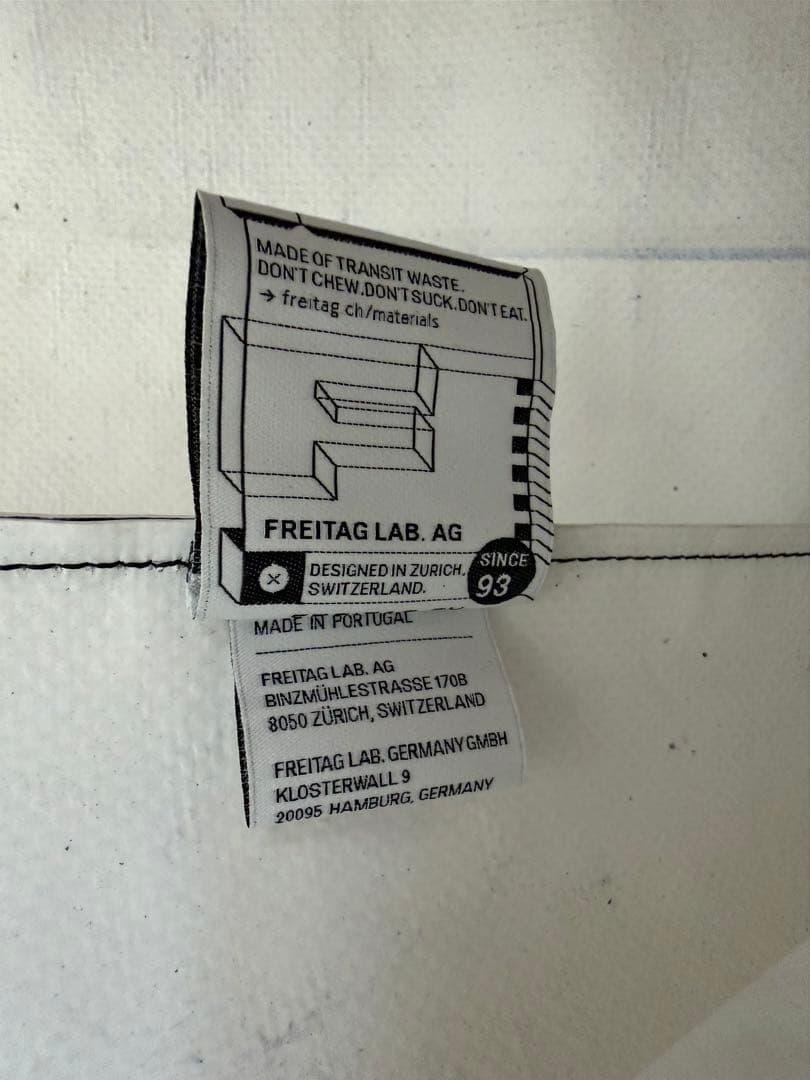 MADE OF TRANSIT WASTE.
DON'T CHEW.DON'T SUCK.DON'T EAT.
→ freitag ch/materials
FREITAG LAB. AG
DESIGNED IN ZURICH.
SWITZERLAND.
SINCE
93
MADE IN PORTUGAL
FREITAG LAB. AG
BINZMÜHLESTRASSE 170B
8050 ZÜRICH, SWITZERLAND
FREITAG LAB. GERMANY GMBH
KLOSTERWALL 9
20095 HAMBURG, GERMANY